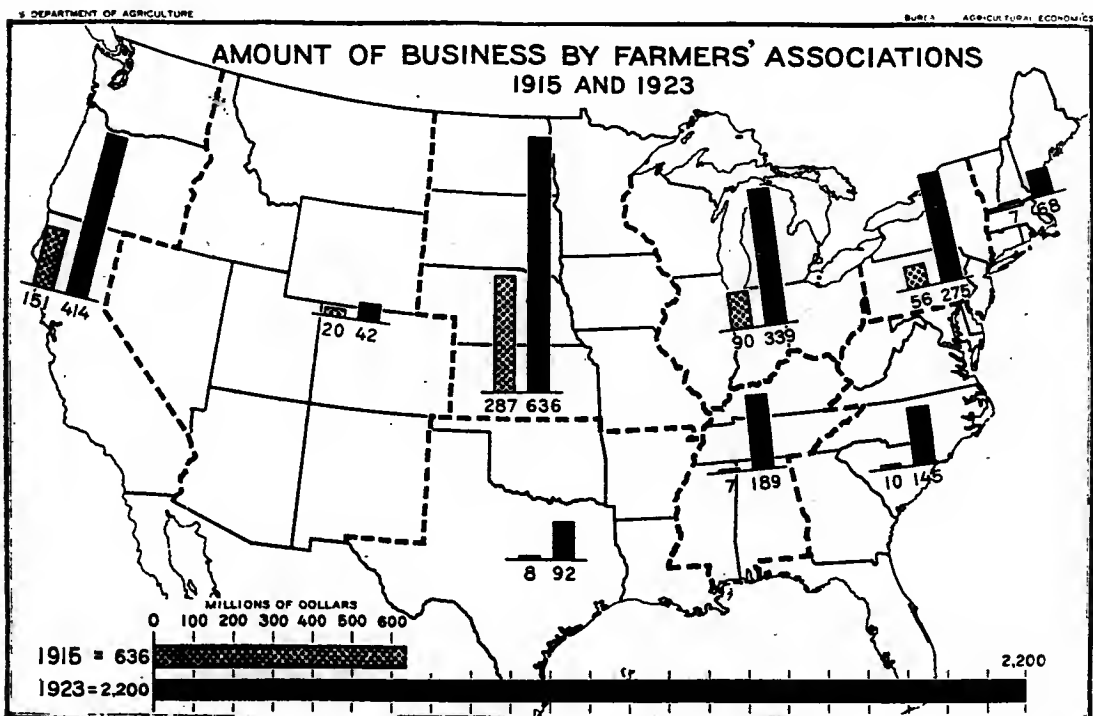 S DEPARTMENT OF AGRICULTURE
AGRICULTURAL ECONOMICS
AMOUNT OF BUSINESS BY FARMERS' ASSOCIATIONS
1915 AND 1923
151 414
20 42
287 636
90 339
56 275
7 68
7 189
10 145
8 92
MILLIONS OF DOLLARS
0 100 200 300 400 500 600
1915 = 636
2,200
1923=2,200